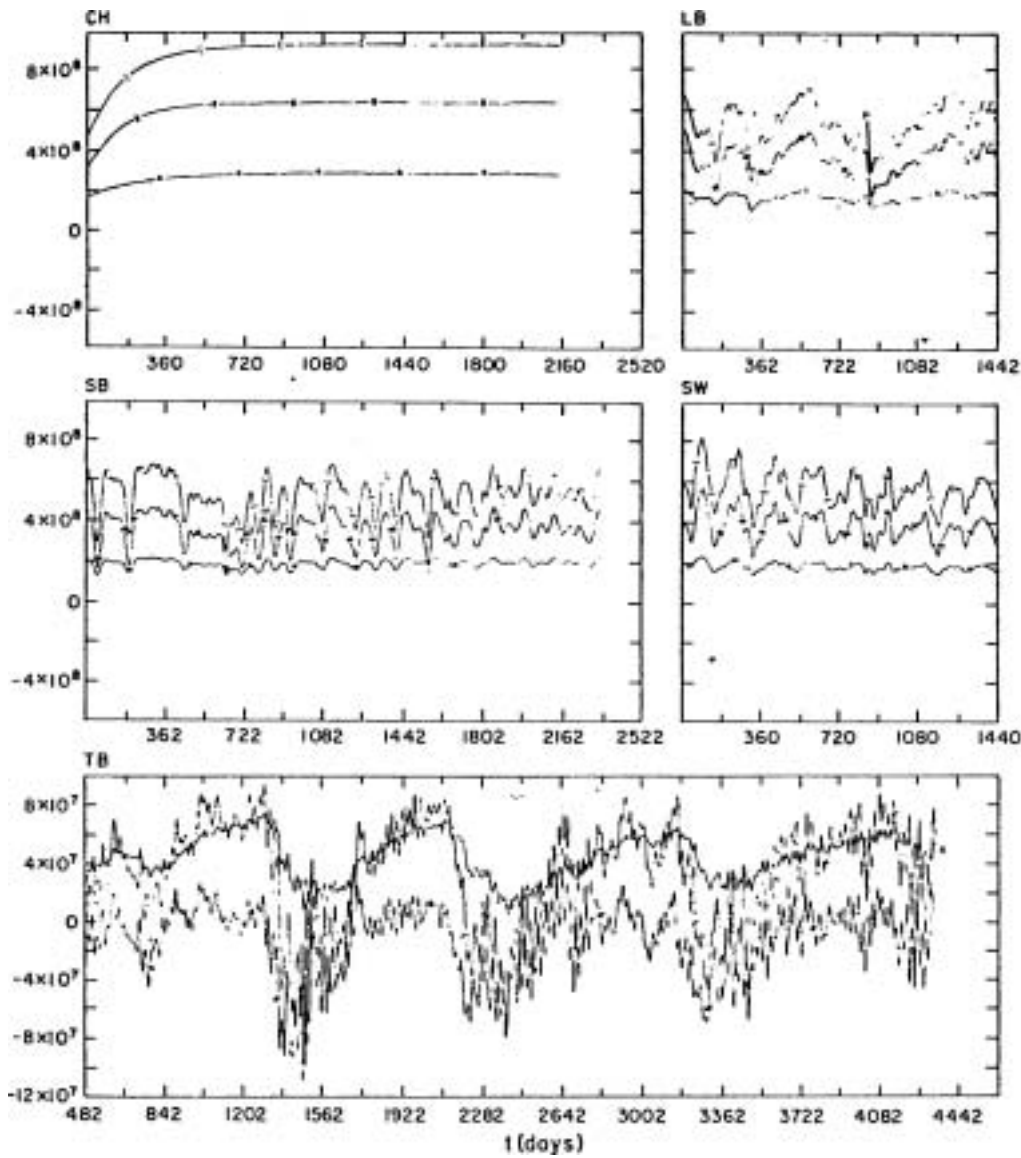 CH
LB
8×10⁸
4×10⁸
0
-4×10⁸
360 720 1080 1440 1800 2160 2520
362 722 1082 1442
SB
SW
8×10⁸
4×10⁸
0
-4×10⁸
362 722 1082 1442 1802 2162 2522
360 720 1080 1440
TB
8×10⁷
4×10⁷
0
-4×10⁷
-8×10⁷
-12×10⁷
482 842 1202 1562 1922 2282 2642 3002 3362 3722 4082 4442
t(days)